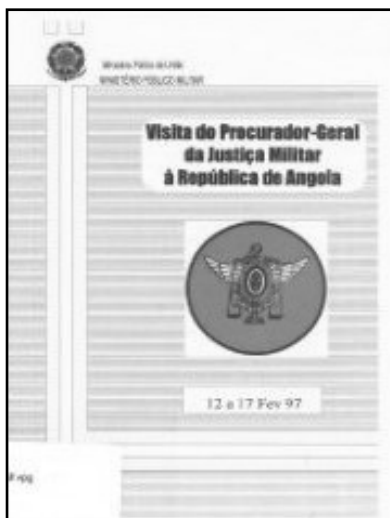 Ministério Público da União
MINISTÉRIO PÚBLICO MILITAR
Visita do Procurador-Geral
da Justiça Militar
à República de Angola
12 a 17 Fev 97